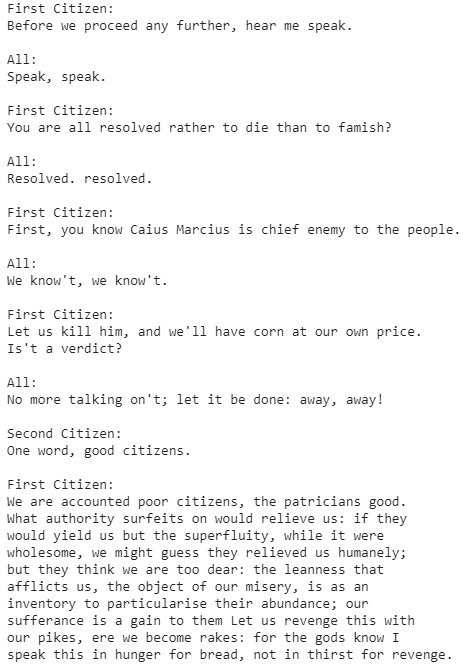 First Citizen:
Before we proceed any further, hear me speak.

All:
Speak, speak.

First Citizen:
You are all resolved rather to die than to famish?

All:
Resolved. resolved.

First Citizen:
First, you know Caius Marcius is chief enemy to the people.

All:
We know't, we know't.

First Citizen:
Let us kill him, and we'll have corn at our own price.
Is't a verdict?

All:
No more talking on't; let it be done: away, away!

Second Citizen:
One word, good citizens.

First Citizen:
We are accounted poor citizens, the patricians good.
What authority surfeits on would relieve us: if they
would yield us but the superfluity, while it were
wholesome, we might guess they relieved us humanely;
but they think we are too dear: the leanness that
afflicts us, the object of our misery, is as an
inventory to particularise their abundance; our
sufferance is a gain to them Let us revenge this with
our pikes, ere we become rakes: for the gods know I
speak this in hunger for bread, not in thirst for revenge.